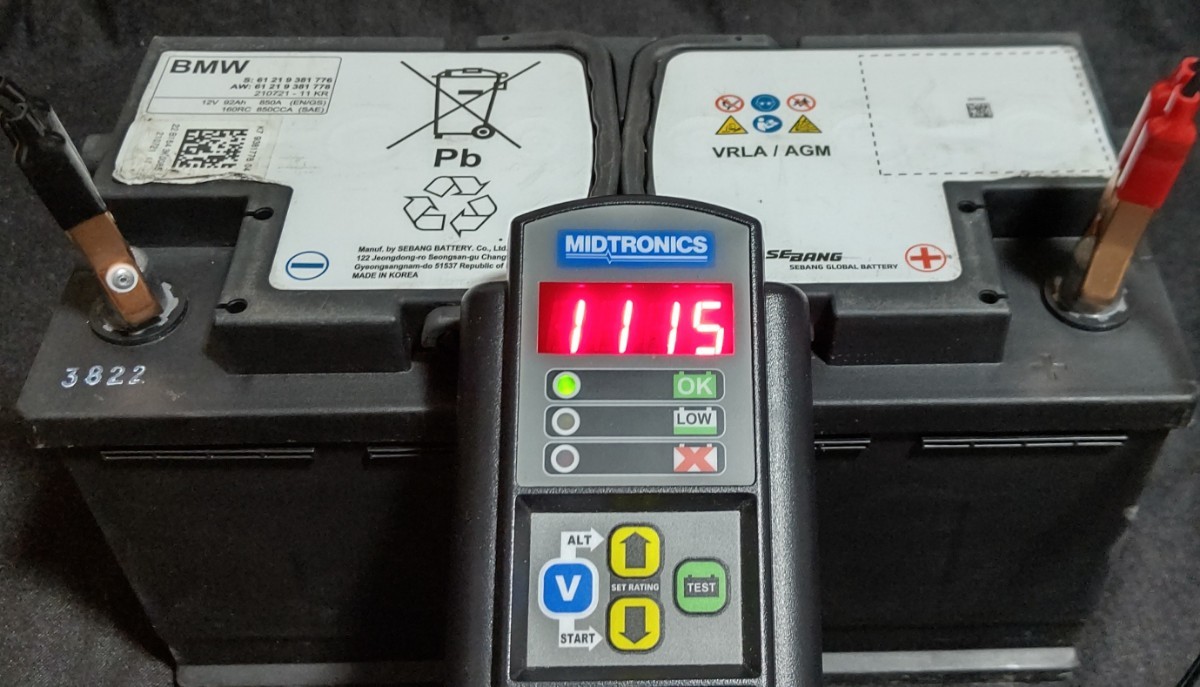 BMW
S: 61 21 9 381 776
AW: 61 21 9 381 778
210721 - 11 KR
12V 92Ah 850A (EN/GS)
160RC 850CCA (SAE)
Pb
Manuf. by SEBANG BATTERY. Co., Ltd.
122 Jeongdong-ro Seongsan-gu Chang
Gyeongsangnam-do 51537 Republic of
MADE IN KOREA
VRLA / AGM
SEBANG
SEBANG GLOBAL BATTERY
3822
MIDTRONICS
1115
OK
LOW
ALT
V
SET RATING
TEST
START